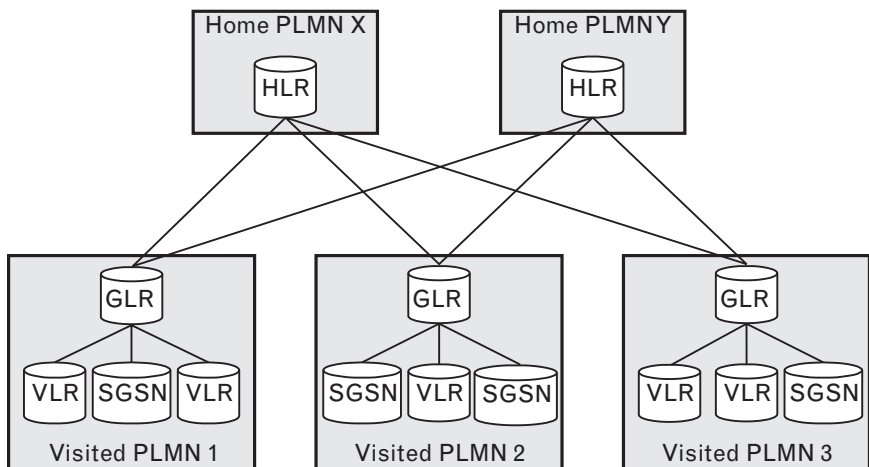 Home PLMN X
Home PLMN Y
HLR
HLR
GLR
GLR
GLR
VLR
SGSN
VLR
SGSN
VLR
SGSN
VLR
VLR
SGSN
Visited PLMN 1
Visited PLMN 2
Visited PLMN 3